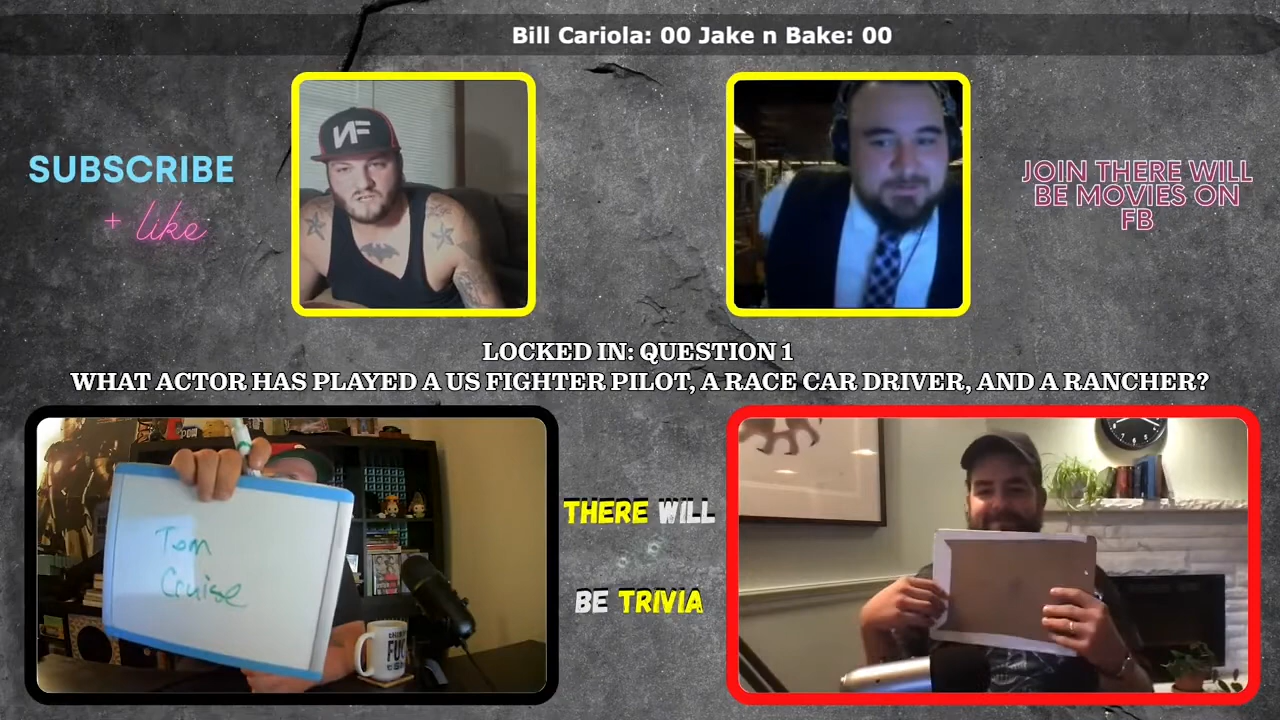 Bill Cariola: 00 Jake n Bake: 00
SUBSCRIBE
+ like
NF
JOIN THERE WILL
BE MOVIES ON
FB
LOCKED IN: QUESTION 1
WHAT ACTOR HAS PLAYED A US FIGHTER PILOT, A RACE CAR DRIVER, AND A RANCHER?
Tom
Cruise
THERE WILL
BE TRIVIA